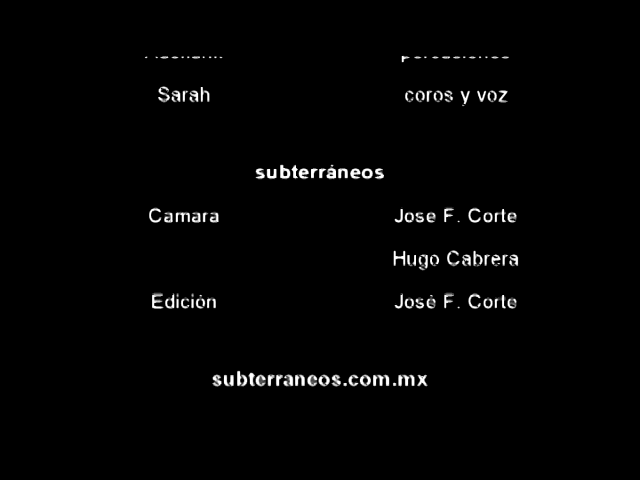 Sarah coros y voz
subterráneos
Camara Jose F. Corte
Hugo Cabrera
Edición José F. Corte
subterraneos.com.mx